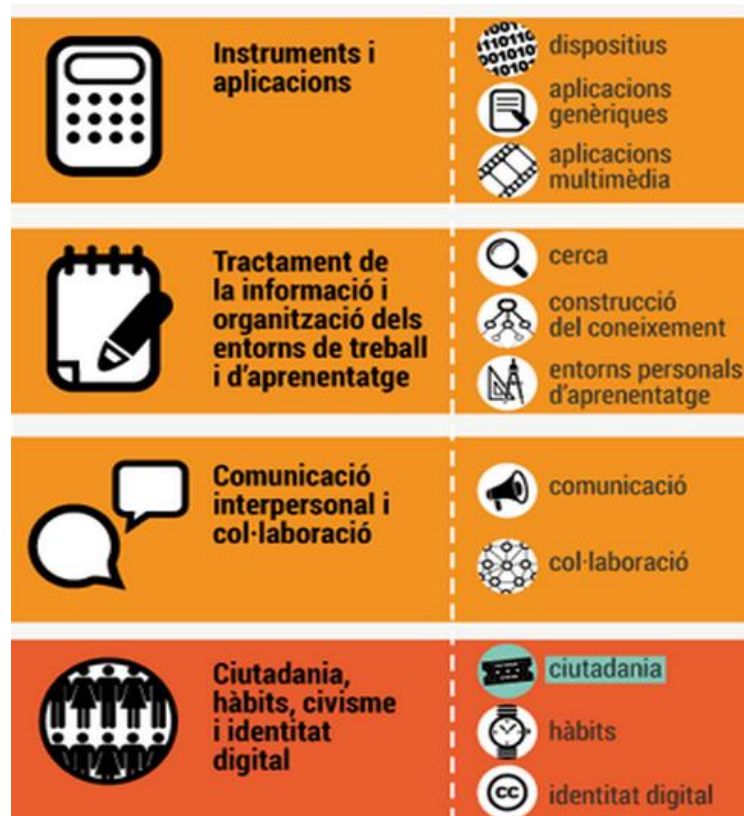 Instruments i
aplicacions
dispositius
aplicacions
genèriques
aplicacions
multimèdia
Tractament de
la informació i
organització dels
entorns de treball
i d'aprenentatge
cerca
construcció
del coneixement
entorns personals
d'aprenentatge
Comunicació
interpersonal i
col·laboració
comunicació
col·laboració
Ciutadania,
hàbits, civisme
i identitat
digital
ciutadania
hàbits
cc
identitat digital